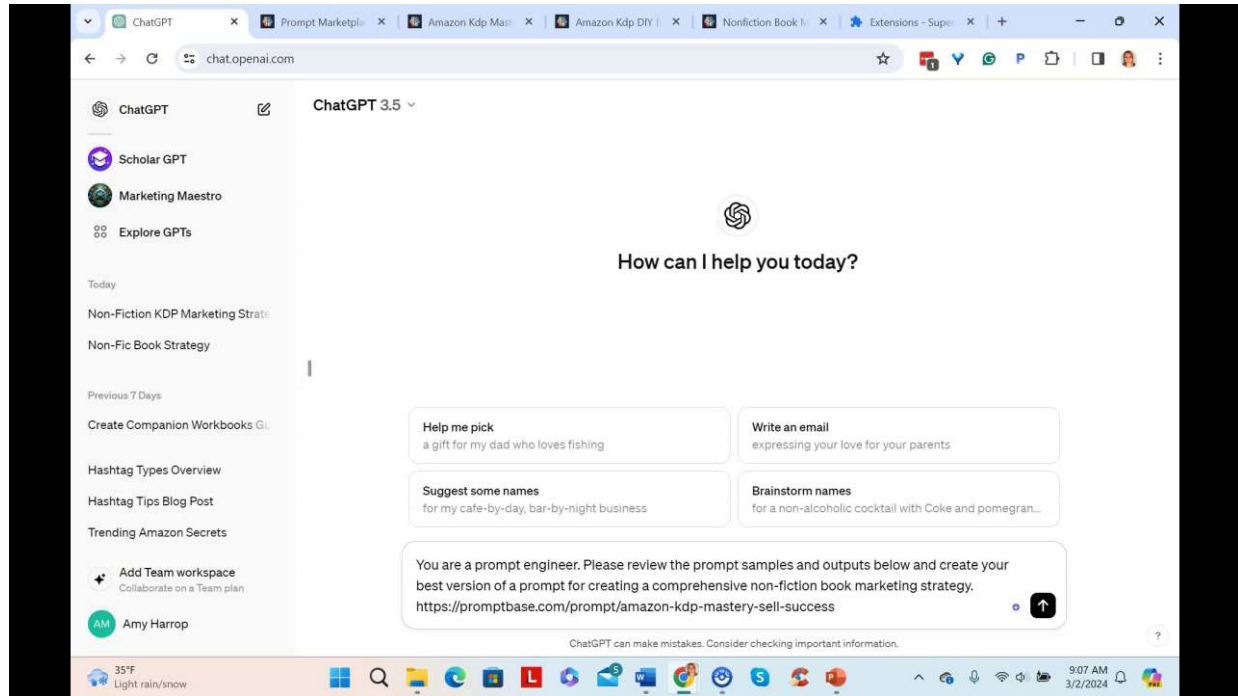 ChatGPT
Prompt Marketpla
Amazon Kdp Mast
Amazon Kdp DIY
Nonfiction Book
Extensions - Super
chat.openai.com
1
G
P
ChatGPT
ChatGPT 3.5
Scholar GPT
Marketing Maestro
Explore GPTs
How can I help you today?
Today
Non-Fiction KDP Marketing Strate
Non-Fic Book Strategy
Previous 7 Days
Create Companion Workbooks Gu
Hashtag Types Overview
Hashtag Tips Blog Post
Trending Amazon Secrets
Help me pick
a gift for my dad who loves fishing
Write an email
expressing your love for your parents
Suggest some names
for my cafe-by-day, bar-by-night business
Brainstorm names
for a non-alcoholic cocktail with Coke and pomegran...
You are a prompt engineer. Please review the prompt samples and outputs below and create your
best version of a prompt for creating a comprehensive non-fiction book marketing strategy.
https://promptbase.com/prompt/amazon-kdp-mastery-sell-success
Add Team workspace
Collaborate on a Team plan
AM
Amy Harrop
ChatGPT can make mistakes. Consider checking important information.
?
35°F
Light rain/snow
L
5
9:07 AM
3/2/2024